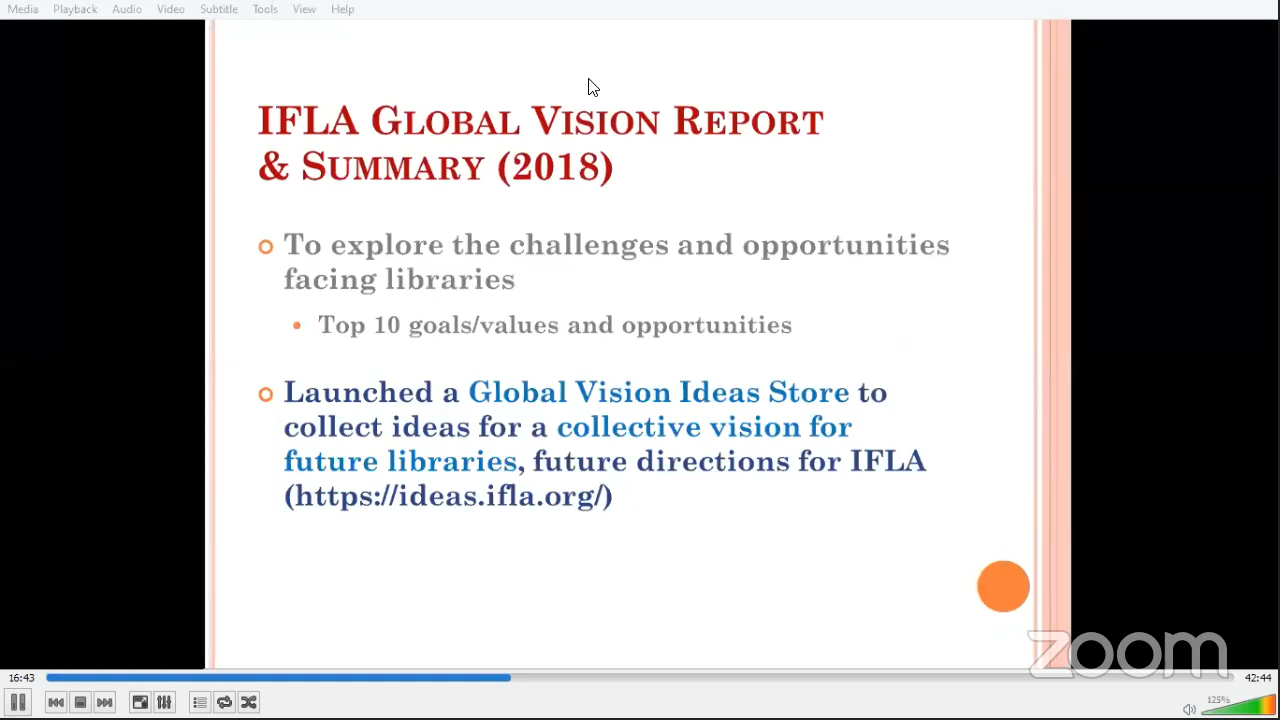 Media Playback Audio Video Subtitle Tools View Help
IFLA GLOBAL VISION REPORT
& SUMMARY (2018)
To explore the challenges and opportunities
facing libraries
Top 10 goals/values and opportunities
Launched a Global Vision Ideas Store to
collect ideas for a collective vision for
future libraries, future directions for IFLA
(https://ideas.ifla.org/)
zoom
16:43 42:44
125%